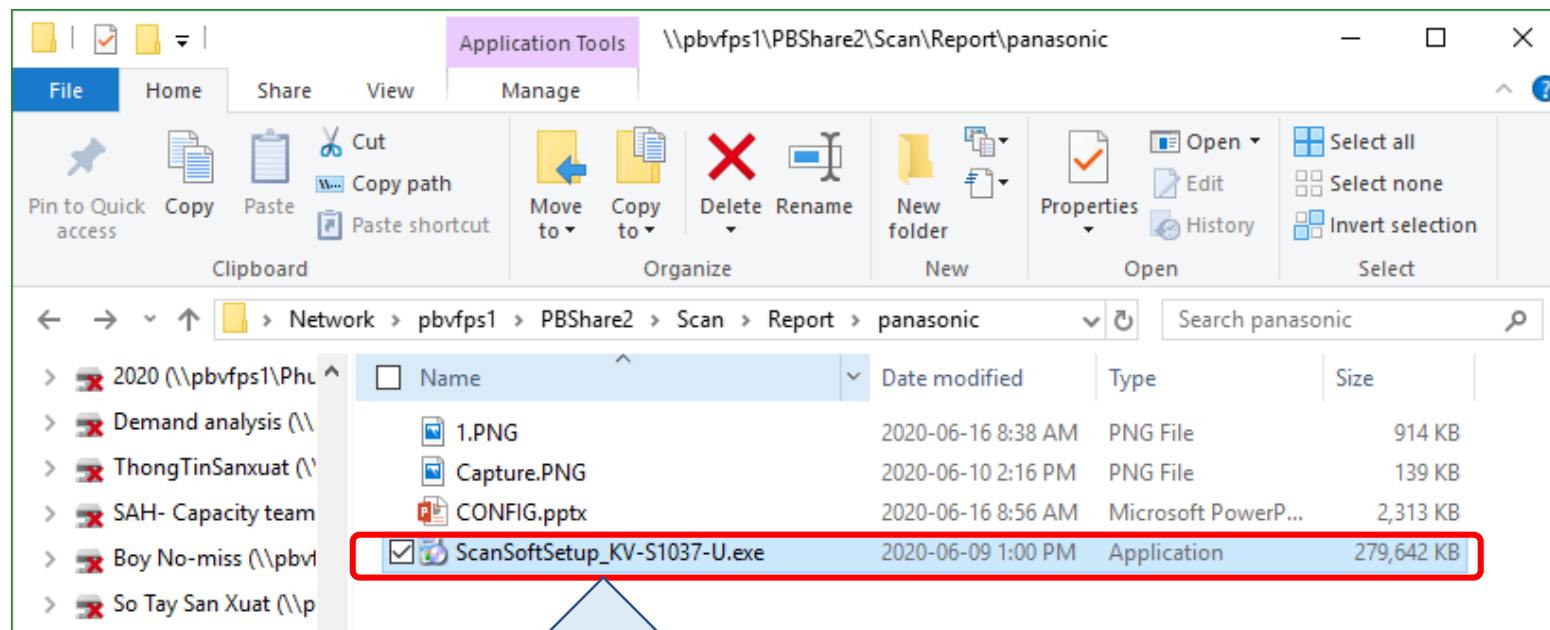 Application Tools \\pbvfps1\PBShare2\Scan\Report\panasonic
File Home Share View Manage
Pin to Quick access
Copy
Paste
Cut
Copy path
Paste shortcut
Clipboard
Move to
Copy to
Delete
Rename
Organize
New folder
New
Properties
Open
Edit
History
Open
Select all
Select none
Invert selection
Select
Network > pbvfps1 > PBShare2 > Scan > Report > panasonic
Search panasonic
2020 (\\pbvfps1\Phu
Demand analysis (\\
ThongTinSanxuat (\\
SAH- Capacity team
Boy No-miss (\\pbvf
So Tay San Xuat (\\p
Name Date modified Type Size
1.PNG 2020-06-16 8:38 AM PNG File 914 KB
Capture.PNG 2020-06-10 2:16 PM PNG File 139 KB
CONFIG.pptx 2020-06-16 8:56 AM Microsoft PowerP... 2,313 KB
ScanSoftSetup_KV-S1037-U.exe 2020-06-09 1:00 PM Application 279,642 KB